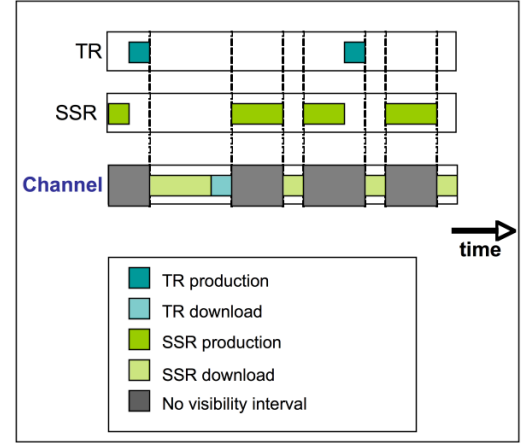 TR
SSR
Channel
time
TR production
TR download
SSR production
SSR download
No visibility interval